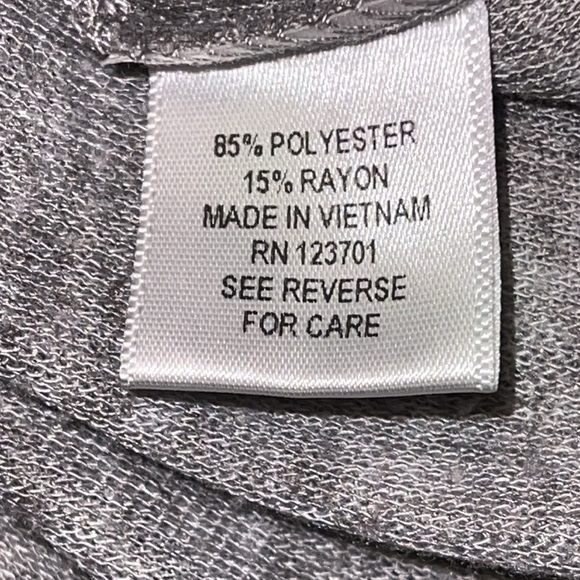 85% POLYESTER
15% RAYON
MADE IN VIETNAM
RN 123701
SEE REVERSE
FOR CARE